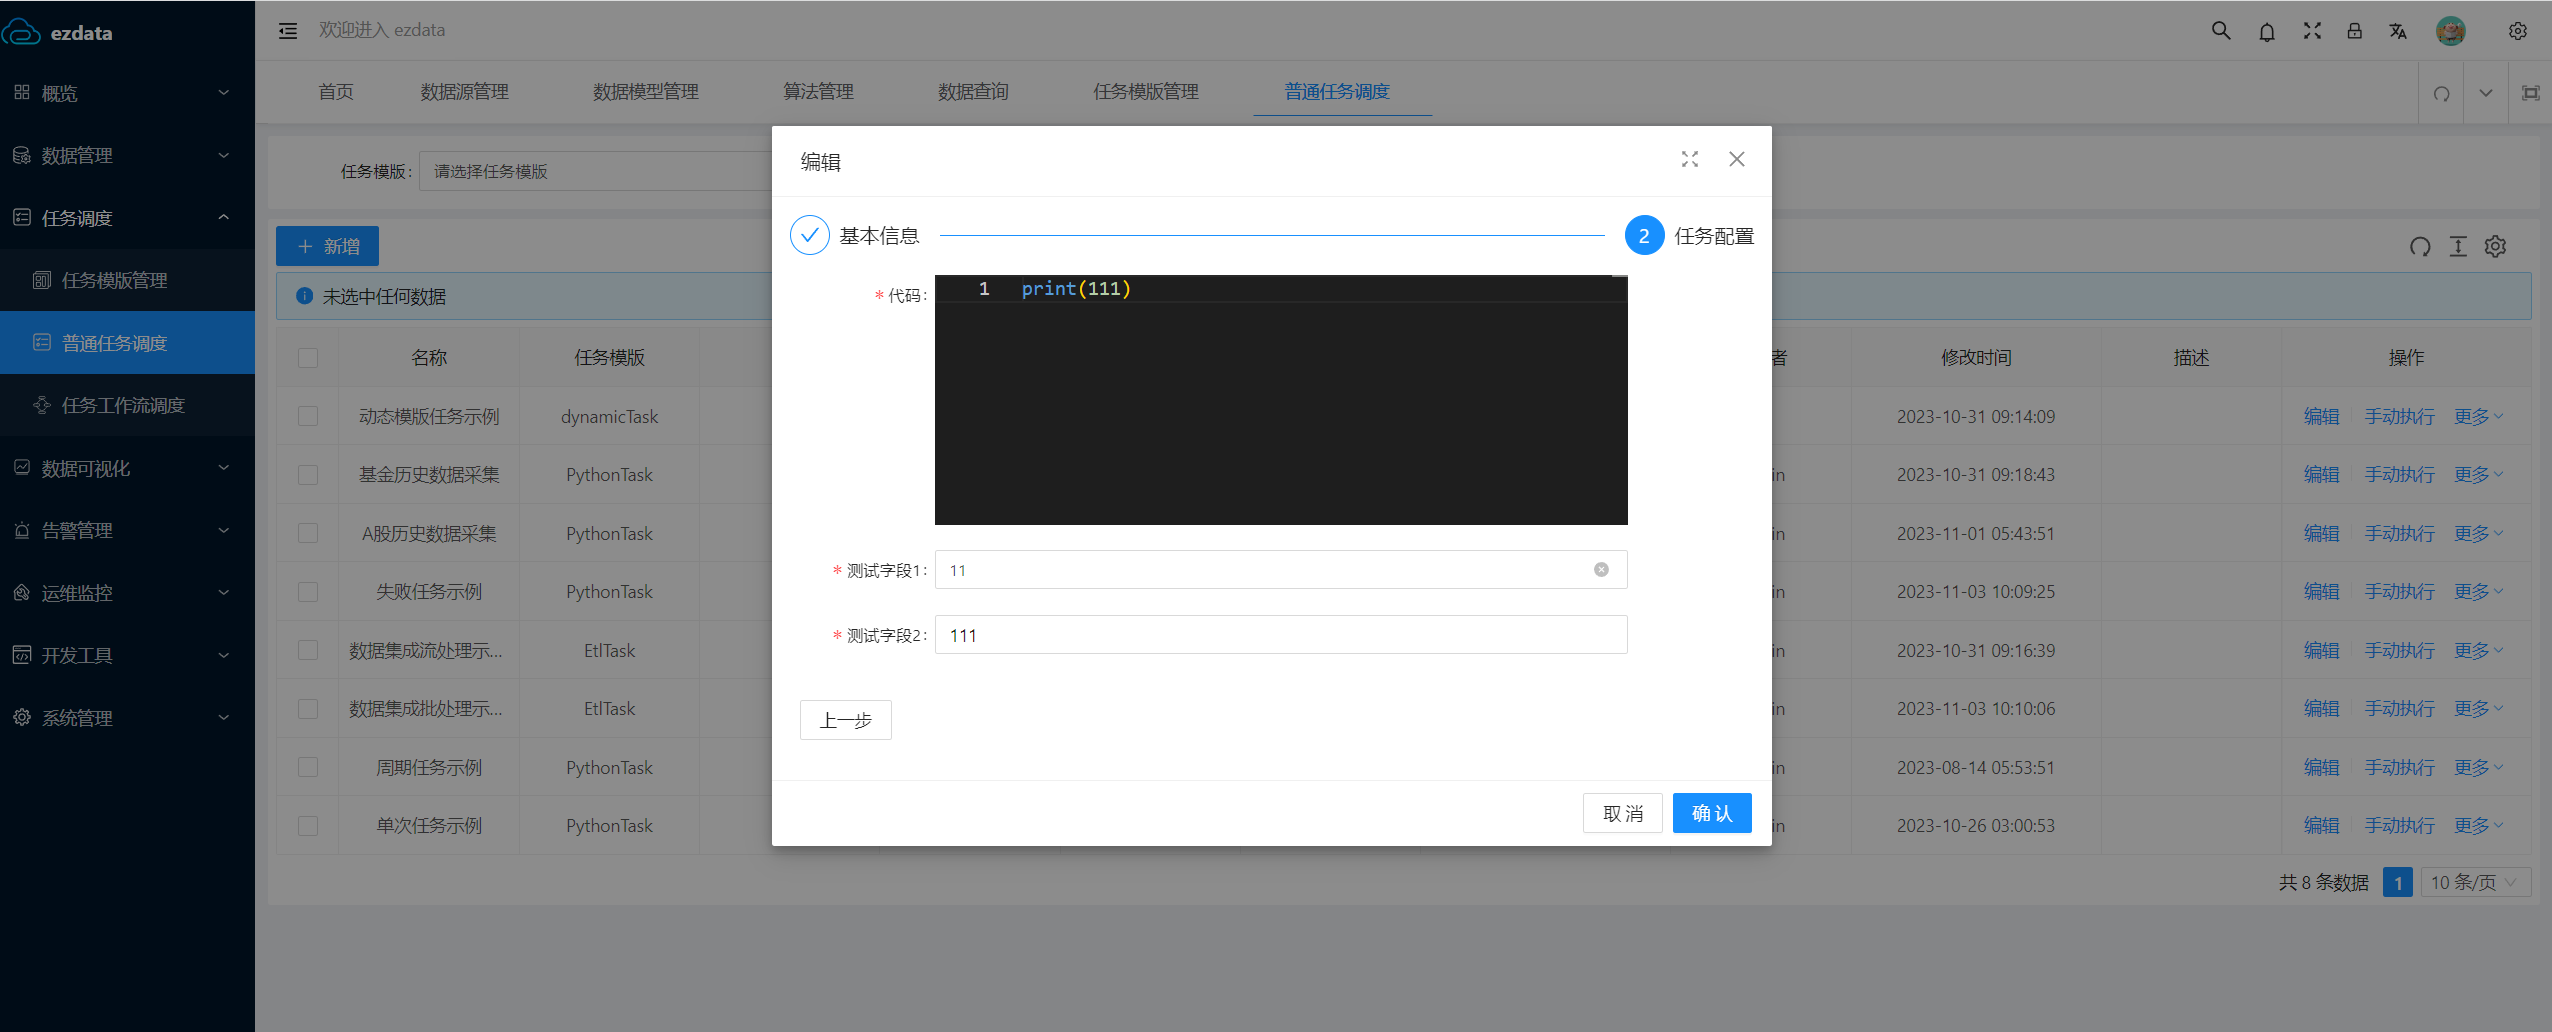 ezdata
欢迎进入 ezdata
概览
数据管理
任务调度
任务模版管理
普通任务调度
任务工作流调度
数据可视化
告警管理
运维监控
开发工具
系统管理
首页 数据源管理 数据模型管理 算法管理 数据查询 任务模版管理 普通任务调度
任务模版: 请选择任务模版
新增
未选中任何数据
名称 任务模版 者 修改时间 描述 操作
动态模版任务示例 dynamicTask 2023-10-31 09:14:09 编辑 手动执行 更多
基金历史数据采集 PythonTask in 2023-10-31 09:18:43 编辑 手动执行 更多
A股历史数据采集 PythonTask in 2023-11-01 05:43:51 编辑 手动执行 更多
失败任务示例 PythonTask in 2023-11-03 10:09:25 编辑 手动执行 更多
数据集成流处理示... EtlTask in 2023-10-31 09:16:39 编辑 手动执行 更多
数据集成批处理示... EtlTask in 2023-11-03 10:10:06 编辑 手动执行 更多
周期任务示例 PythonTask in 2023-08-14 05:53:51 编辑 手动执行 更多
单次任务示例 PythonTask in 2023-10-26 03:00:53 编辑 手动执行 更多
共 8 条数据 1 10 条/页
编辑
基本信息 2 任务配置
* 代码: 1 print(111)
* 测试字段1: 11
* 测试字段2: 111
上一步
取消 确认